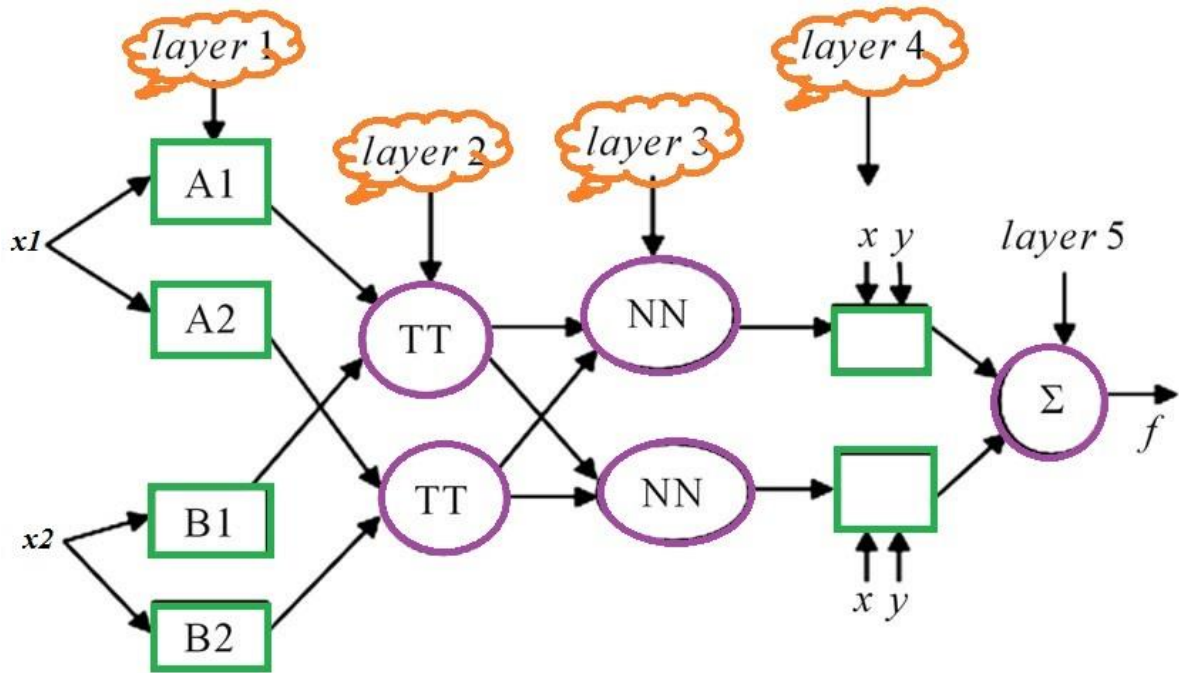 layer 1
layer 2
layer 3
layer 4
layer 5
x1
x2
A1
A2
B1
B2
TT
TT
NN
NN
x y
x y
Σ
f